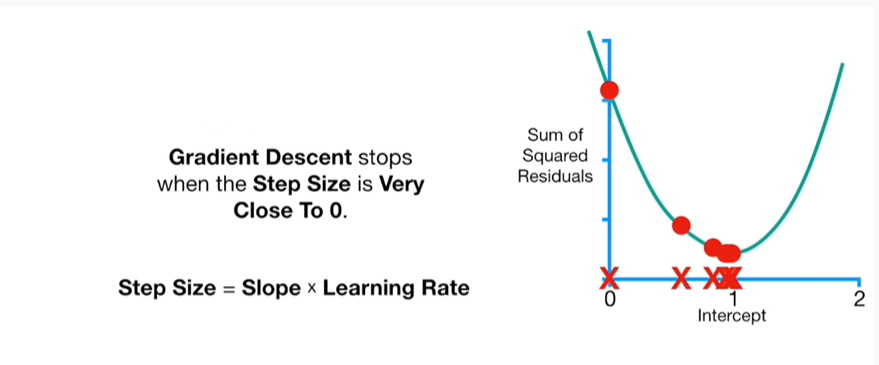 Gradient Descent stops
when the Step Size is Very
Close To 0.
Step Size = Slope × Learning Rate
Sum of
Squared
Residuals
0
1
2
Intercept